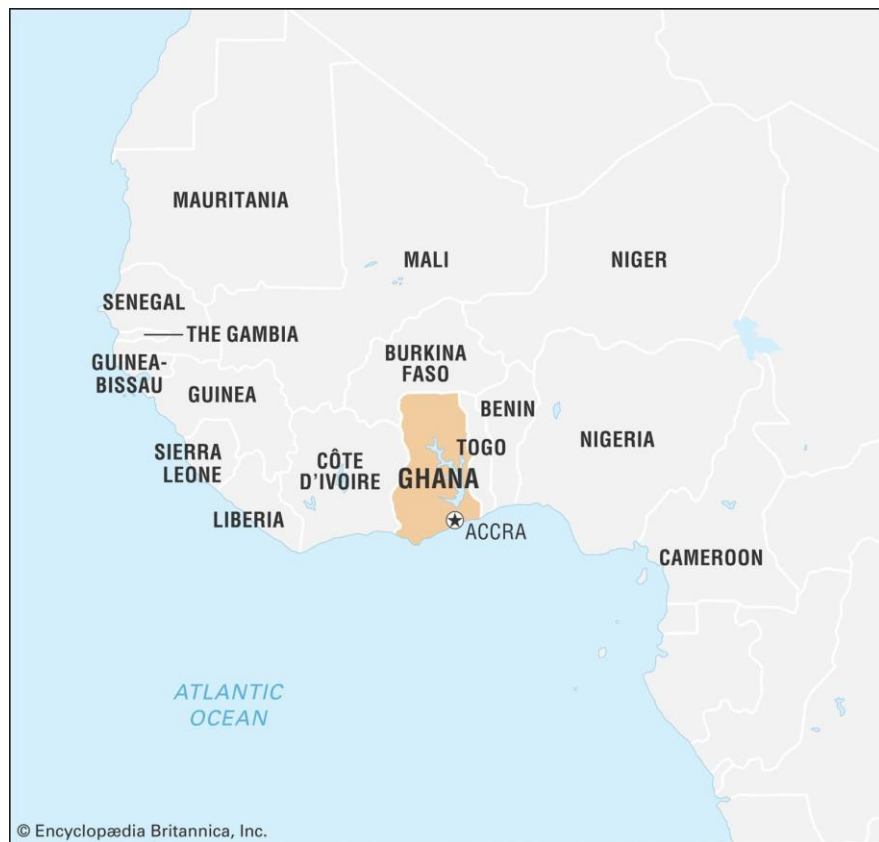 MAURITANIA
MALI
NIGER
SENEGAL
THE GAMBIA
GUINEA-
BISSAU
GUINEA
BURKINA
FASO
BENIN
TOGO
NIGERIA
SIERRA
LEONE
CÔTE
D'IVOIRE
GHANA
LIBERIA
ACCRA
CAMEROON
ATLANTIC
OCEAN
© Encyclopædia Britannica, Inc.